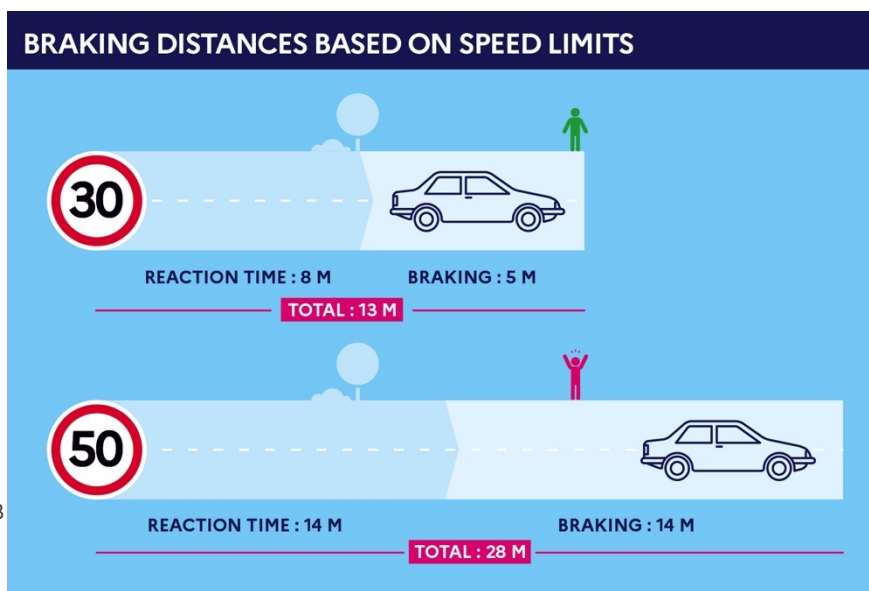 BRAKING DISTANCES BASED ON SPEED LIMITS
30
REACTION TIME : 8 M
BRAKING : 5 M
TOTAL : 13 M
50
3
REACTION TIME : 14 M
BRAKING : 14 M
TOTAL : 28 M